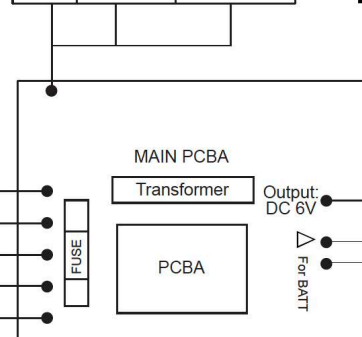 MAIN PCBA
Transformer
Output:
DC 6V
FUSE
PCBA
For BATT